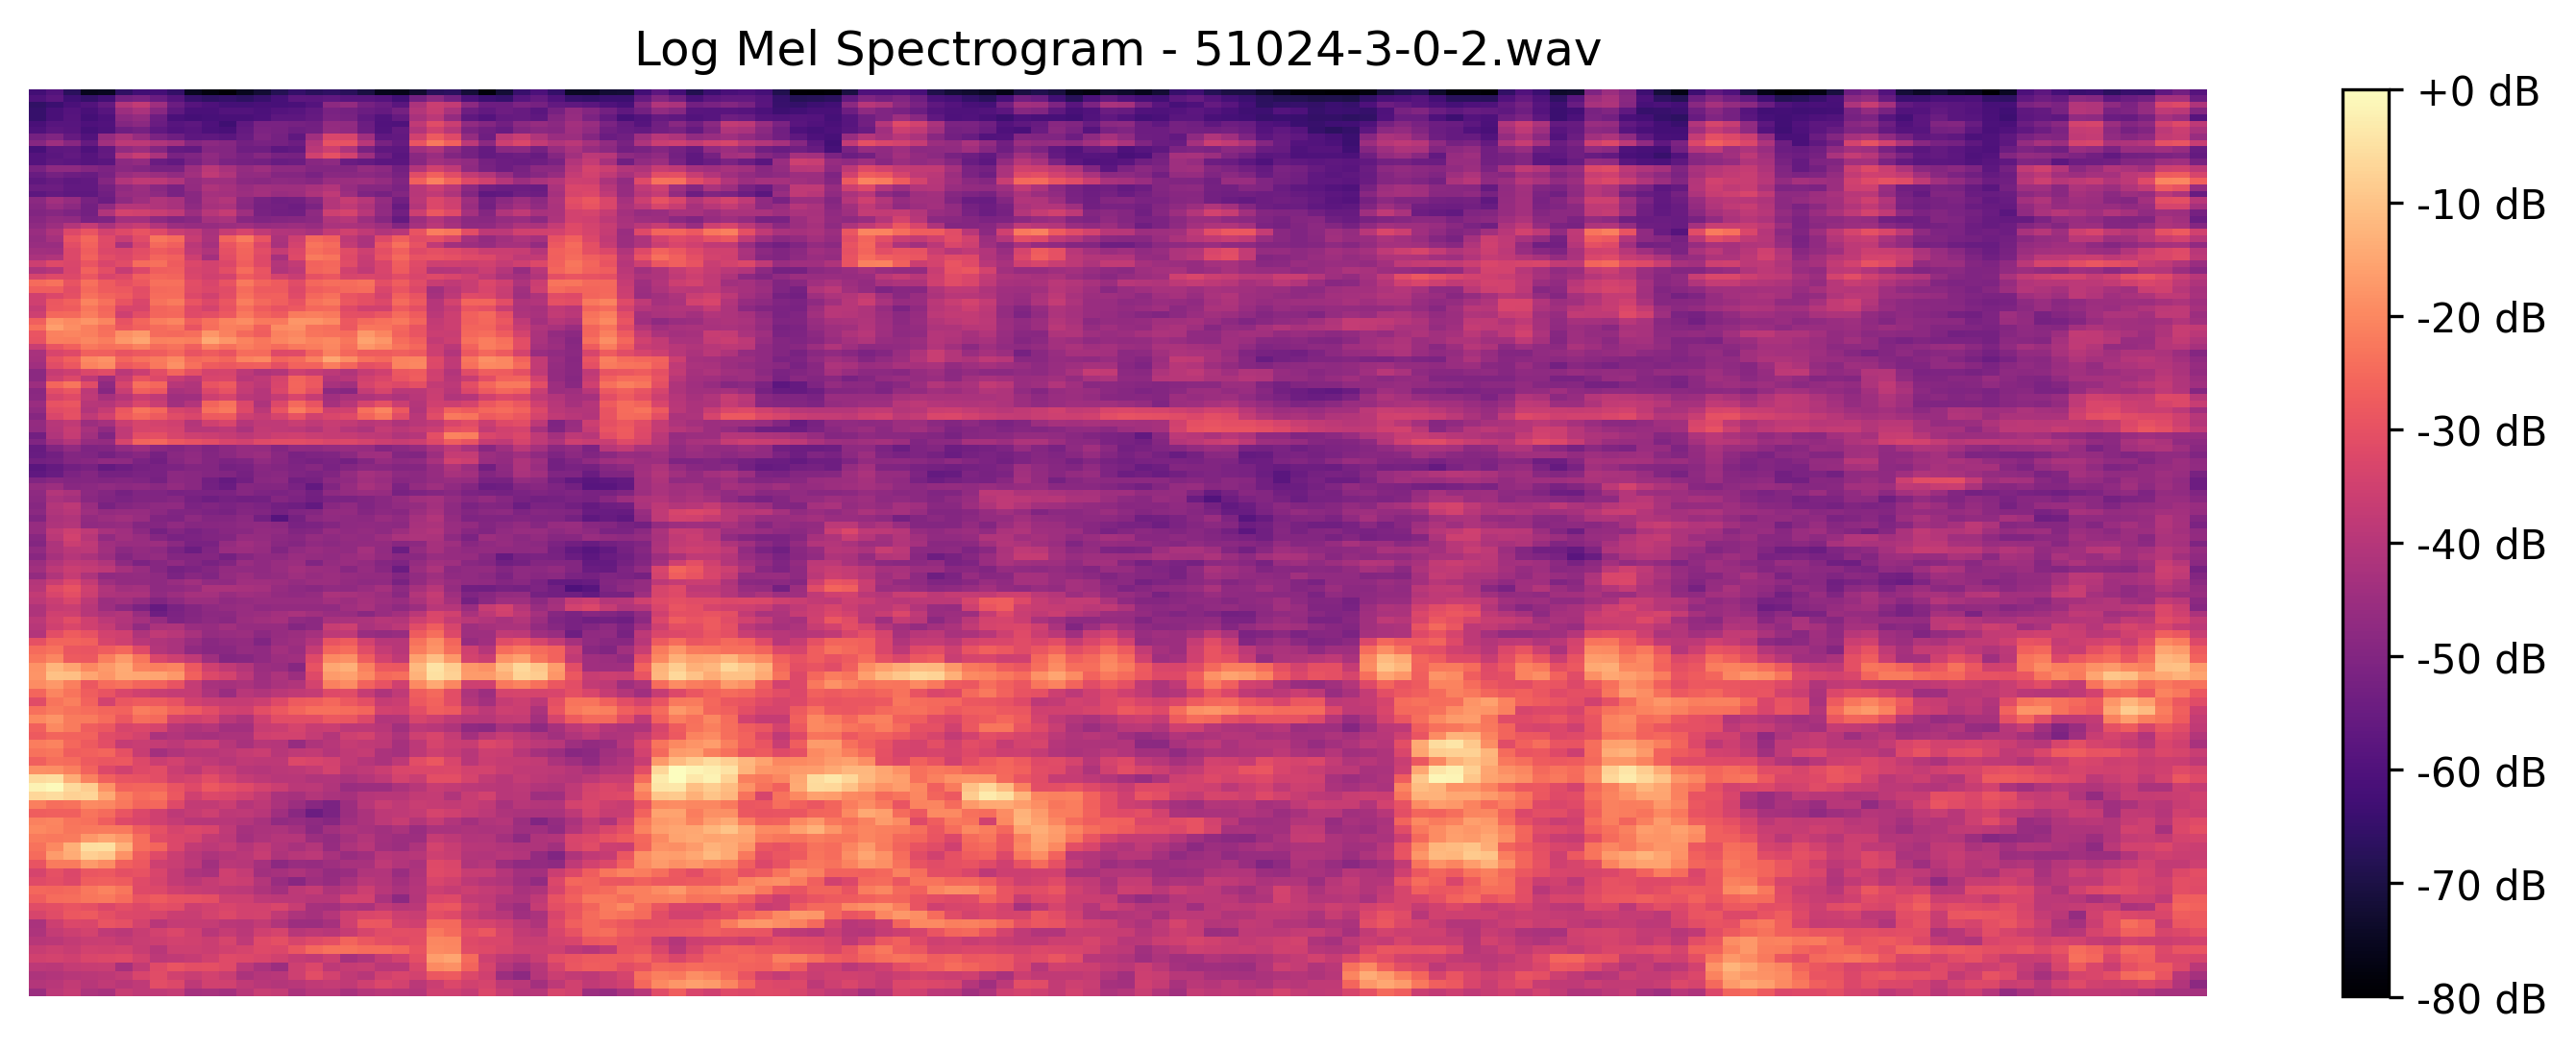 Log Mel Spectrogram - 51024-3-0-2.wav
+0 dB
-10 dB
-20 dB
-30 dB
-40 dB
-50 dB
-60 dB
-70 dB
-80 dB